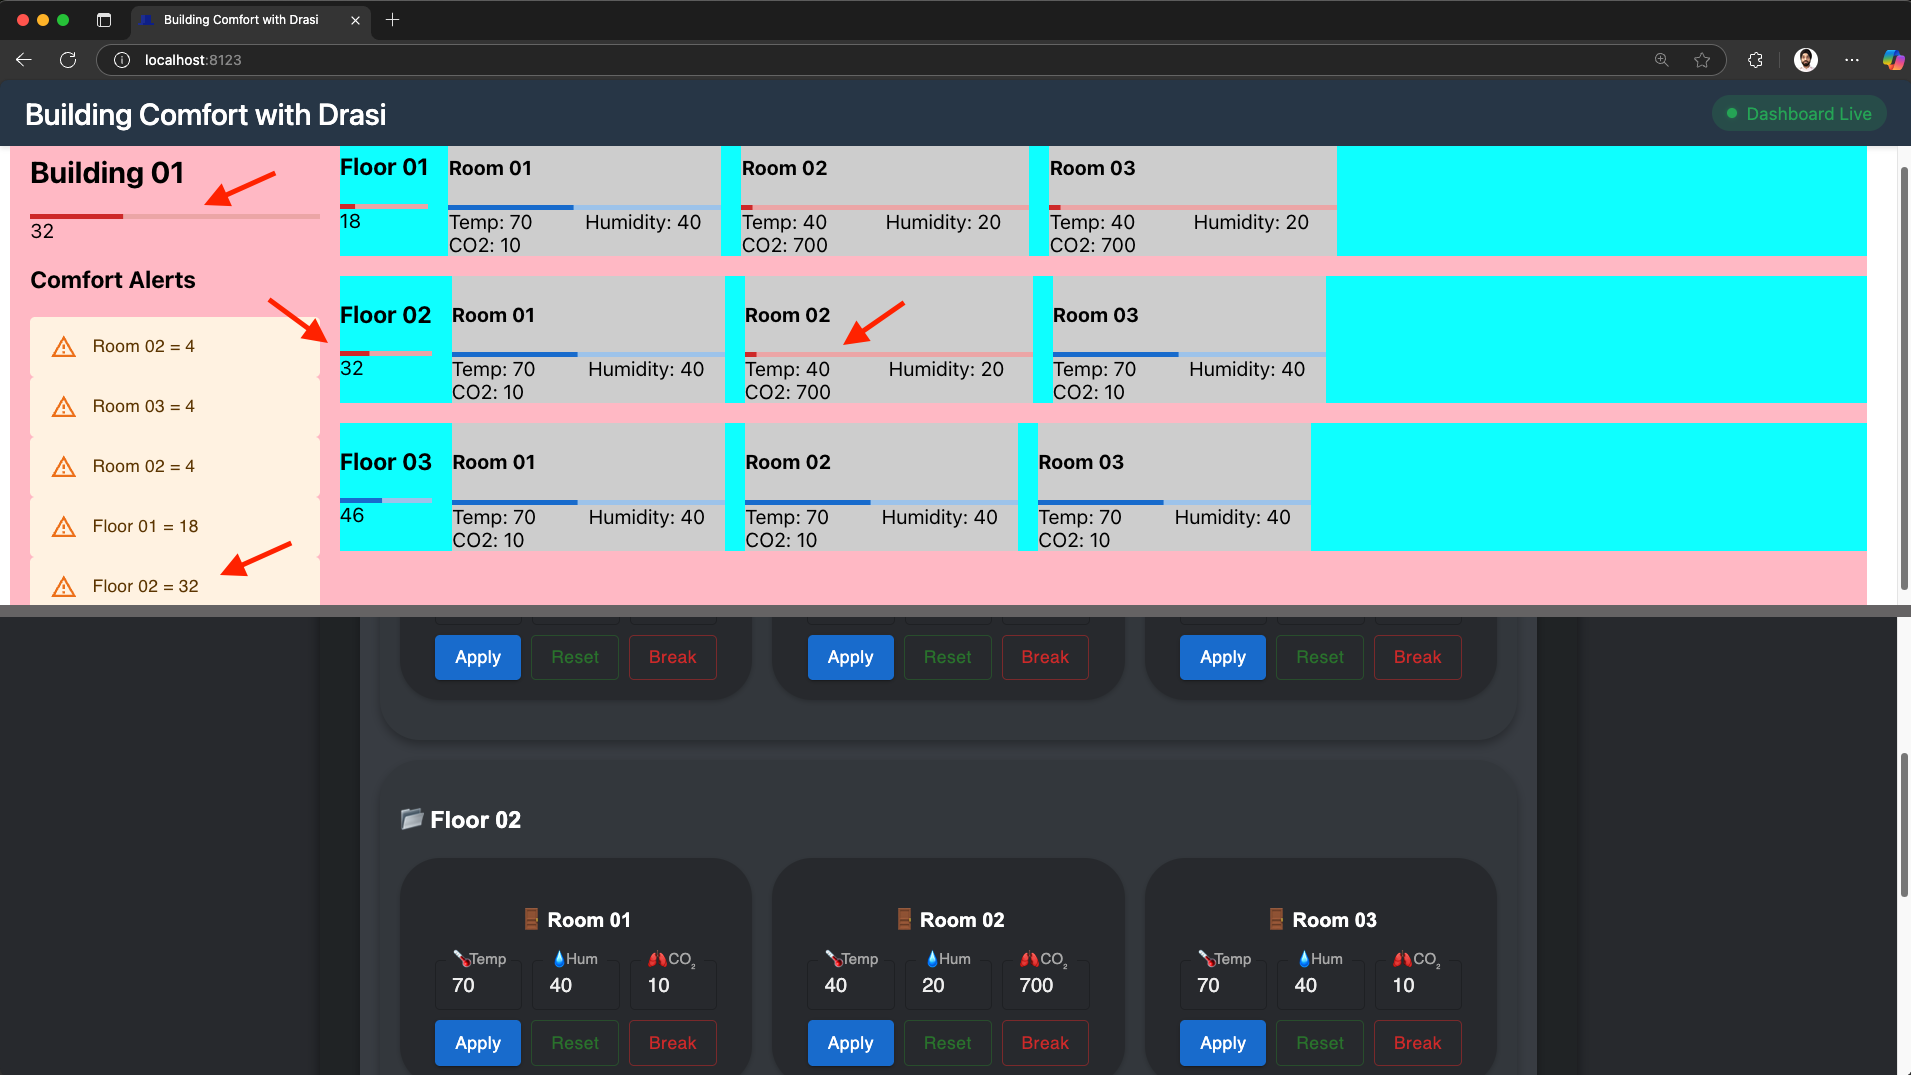 Building Comfort with Drasi
localhost:8123
Building Comfort with Drasi
Dashboard Live
Building 01
32
Comfort Alerts
Room 02 = 4
Room 03 = 4
Room 02 = 4
Floor 01 = 18
Floor 02 = 32
Floor 01
18
Room 01
Temp: 70 Humidity: 40
CO2: 10
Room 02
Temp: 40 Humidity: 20
CO2: 700
Room 03
Temp: 40 Humidity: 20
CO2: 700
Floor 02
32
Room 01
Temp: 70 Humidity: 40
CO2: 10
Room 02
Temp: 40 Humidity: 20
CO2: 700
Room 03
Temp: 70 Humidity: 40
CO2: 10
Floor 03
46
Room 01
Temp: 70 Humidity: 40
CO2: 10
Room 02
Temp: 70 Humidity: 40
CO2: 10
Room 03
Temp: 70 Humidity: 40
CO2: 10
Apply Reset Break
Apply Reset Break
Apply Reset Break
Floor 02
Room 01
Temp Hum CO₂
70 40 10
Apply Reset Break
Room 02
Temp Hum CO₂
40 20 700
Apply Reset Break
Room 03
Temp Hum CO₂
70 40 10
Apply Reset Break